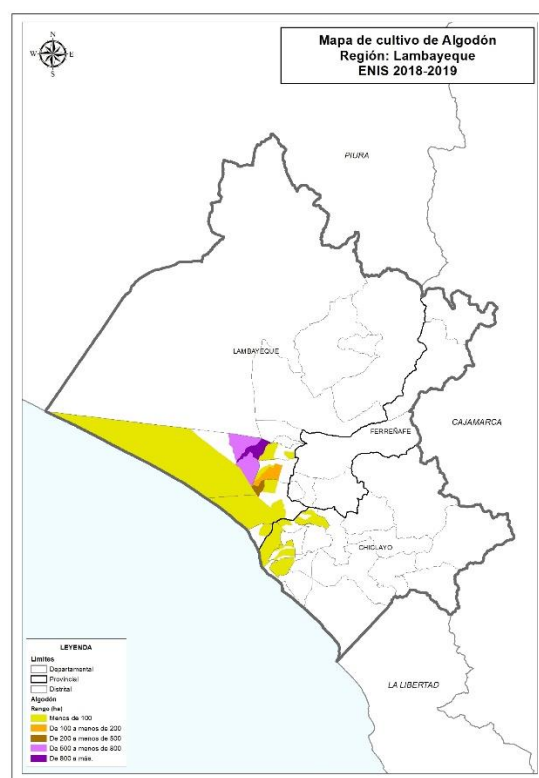 Mapa de cultivo de Algodón
Región: Lambayeque
ENIS 2018-2019
N
W
E
S
PIURA
LAMBAYEQUE
CAJAMARCA
FERREÑAFE
CHICLAYO
LA LIBERTAD
LEYENDA
Límites
Departamental
Provincial
Distrital
Algodón
Rango (ha)
Menos de 100
De 100 a menos de 200
De 200 a menos de 500
De 500 a menos de 800
De 800 a más.